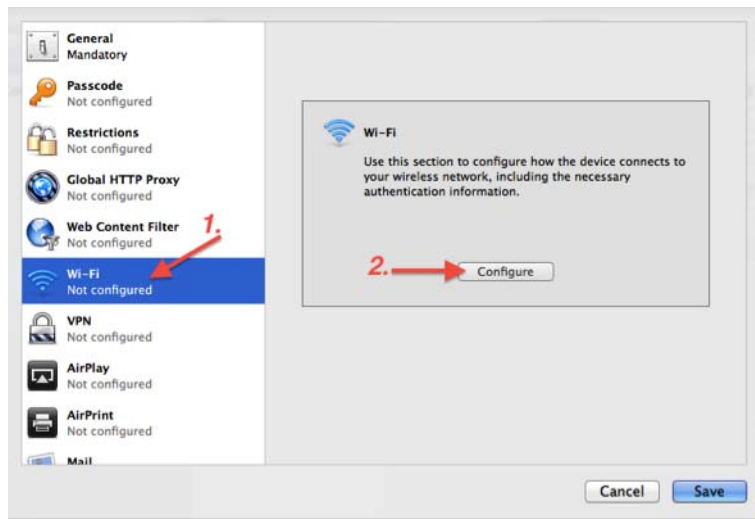 General
Mandatory
Passcode
Not configured
Restrictions
Not configured
Global HTTP Proxy
Not configured
Web Content Filter
Not configured
1.
Wi-Fi
Not configured
VPN
Not configured
AirPlay
Not configured
AirPrint
Not configured
Mail
Wi-Fi
Use this section to configure how the device connects to
your wireless network, including the necessary
authentication information.
2.
Configure
Cancel
Save